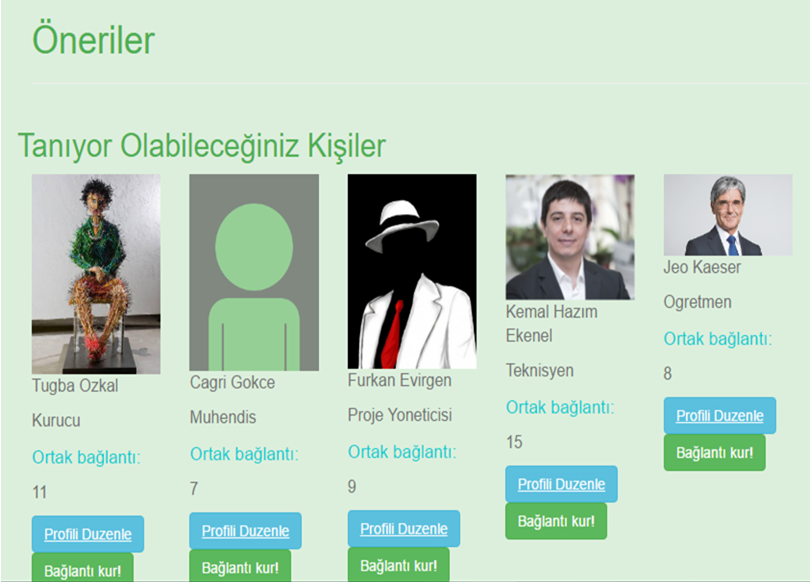 Öneriler
Tanıyor Olabileceğiniz Kişiler
Tugba Ozkal
Kurucu
Ortak bağlantı:
11
Profili Duzenle
Bağlantı kur!
Cagri Gokce
Muhendis
Ortak bağlantı:
7
Profili Duzenle
Bağlantı kur!
Furkan Evirgen
Proje Yoneticisi
Ortak bağlantı:
9
Profili Duzenle
Bağlantı kur!
Kemal Hazım
Ekenel
Teknisyen
Ortak bağlantı:
15
Profili Duzenle
Bağlantı kur!
Jeo Kaeser
Ogretmen
Ortak bağlantı:
8
Profili Duzenle
Bağlantı kur!